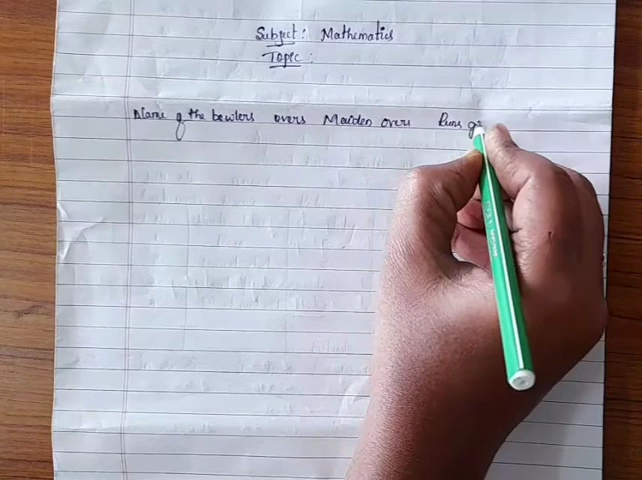 Subject: Mathematics
Topic:
Name of the bowlers overs Maiden overs Runs